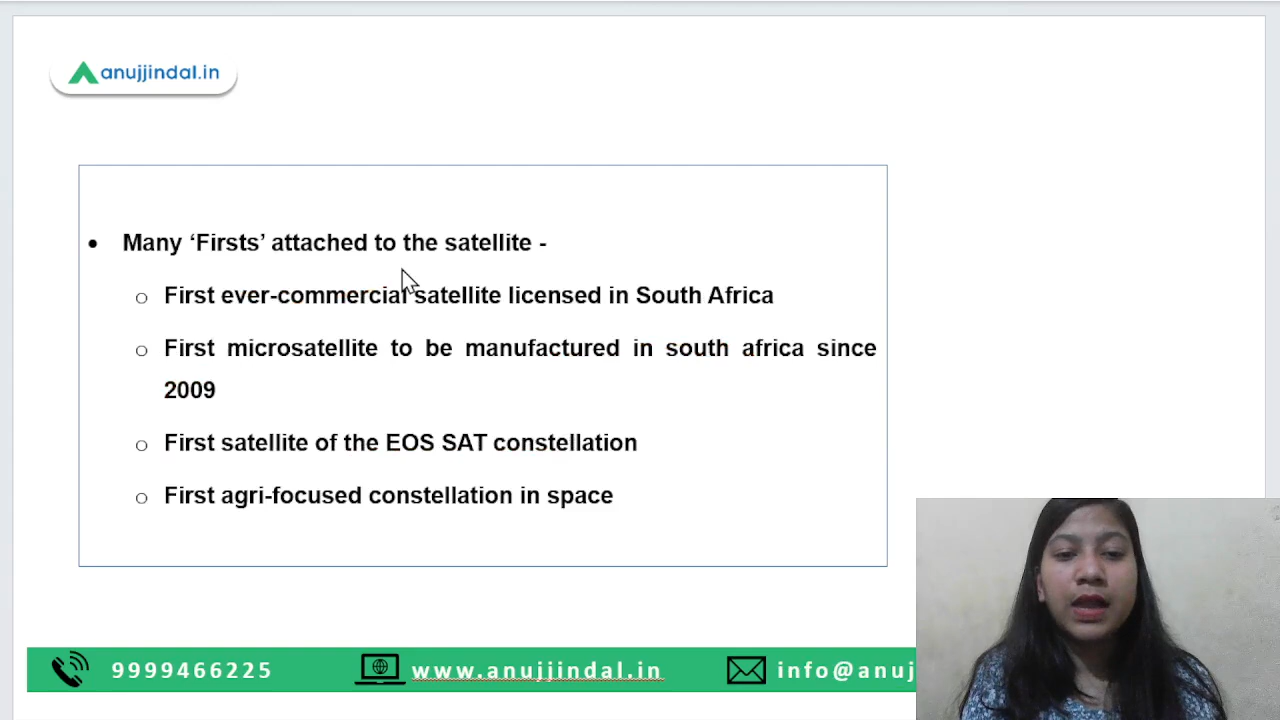 anujjindal.in
• Many ‘Firsts’ attached to the satellite -
o First ever-commercial satellite licensed in South Africa
o First microsatellite to be manufactured in south africa since
2009
o First satellite of the EOS SAT constellation
o First agri-focused constellation in space
9999466225 www.anujjindal.in info@anuj